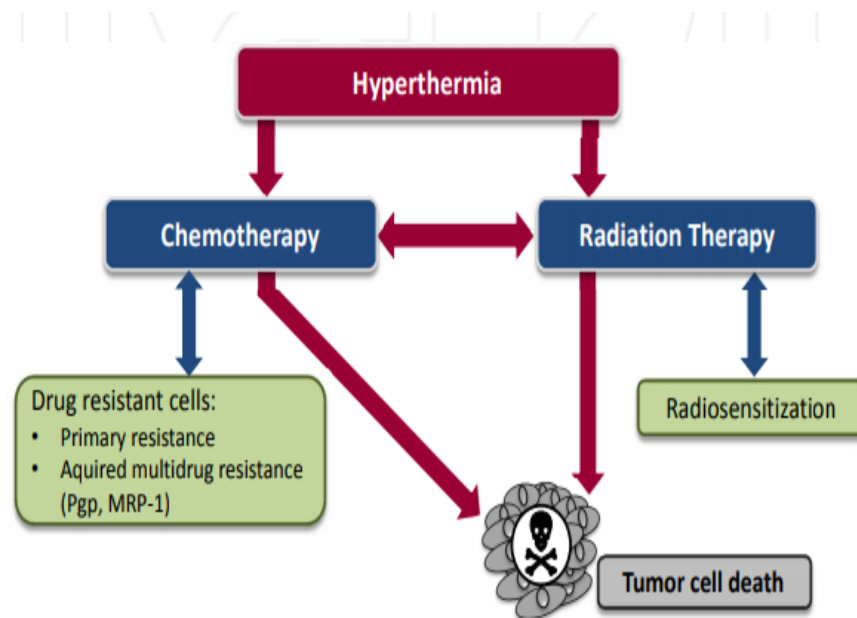 Hyperthermia
Chemotherapy
Radiation Therapy
Drug resistant cells:
• Primary resistance
• Aquired multidrug resistance
(Pgp, MRP-1)
Radiosensitization
Tumor cell death